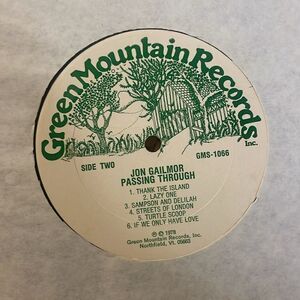 Green Mountain Records
Inc.
SIDE TWO
GMS-1066
JON GAILMOR
PASSING THROUGH
1. THANK THE ISLAND
2. LAZY ONE
3. SAMPSON AND DELILAH
4. STREETS OF LONDON
5. TURTLE SCOOP
6. IF WE ONLY HAVE LOVE
℗ © 1978
Green Mountain Records, Inc.
Northfield, Vt. 05663